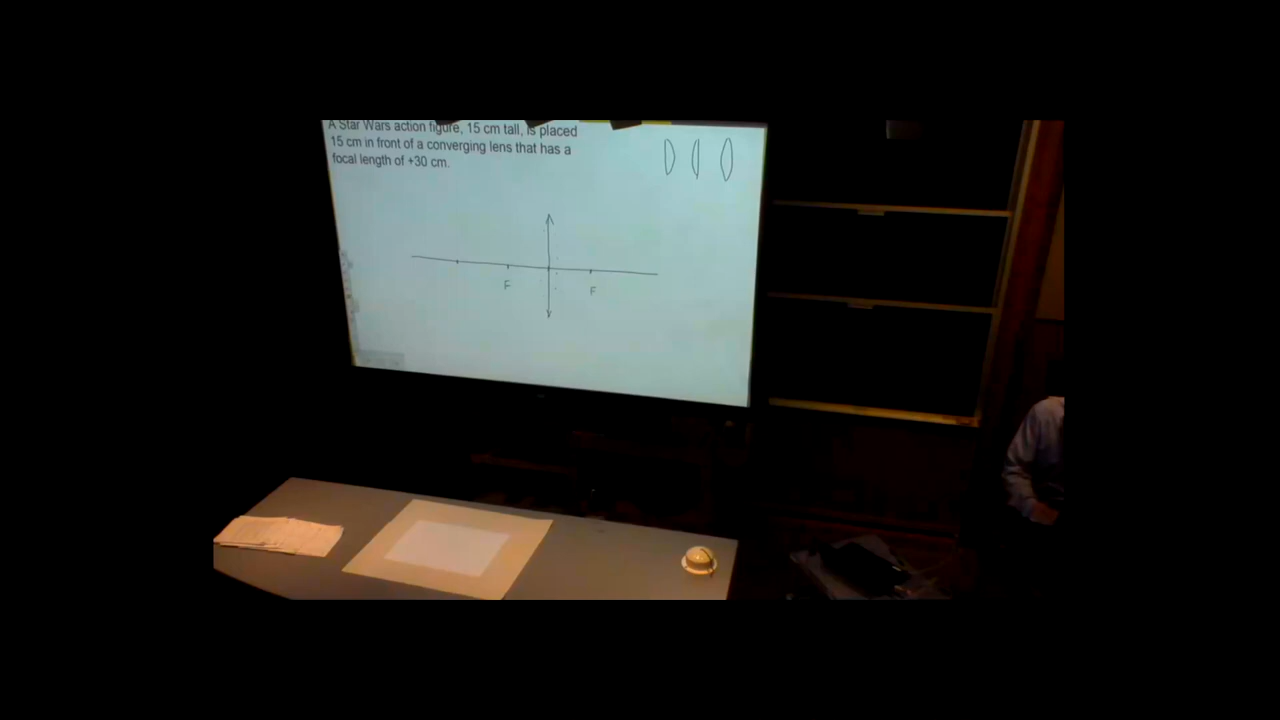 A Star Wars action figure, 15 cm tall, is placed
15 cm in front of a converging lens that has a
focal length of +30 cm.
F
F